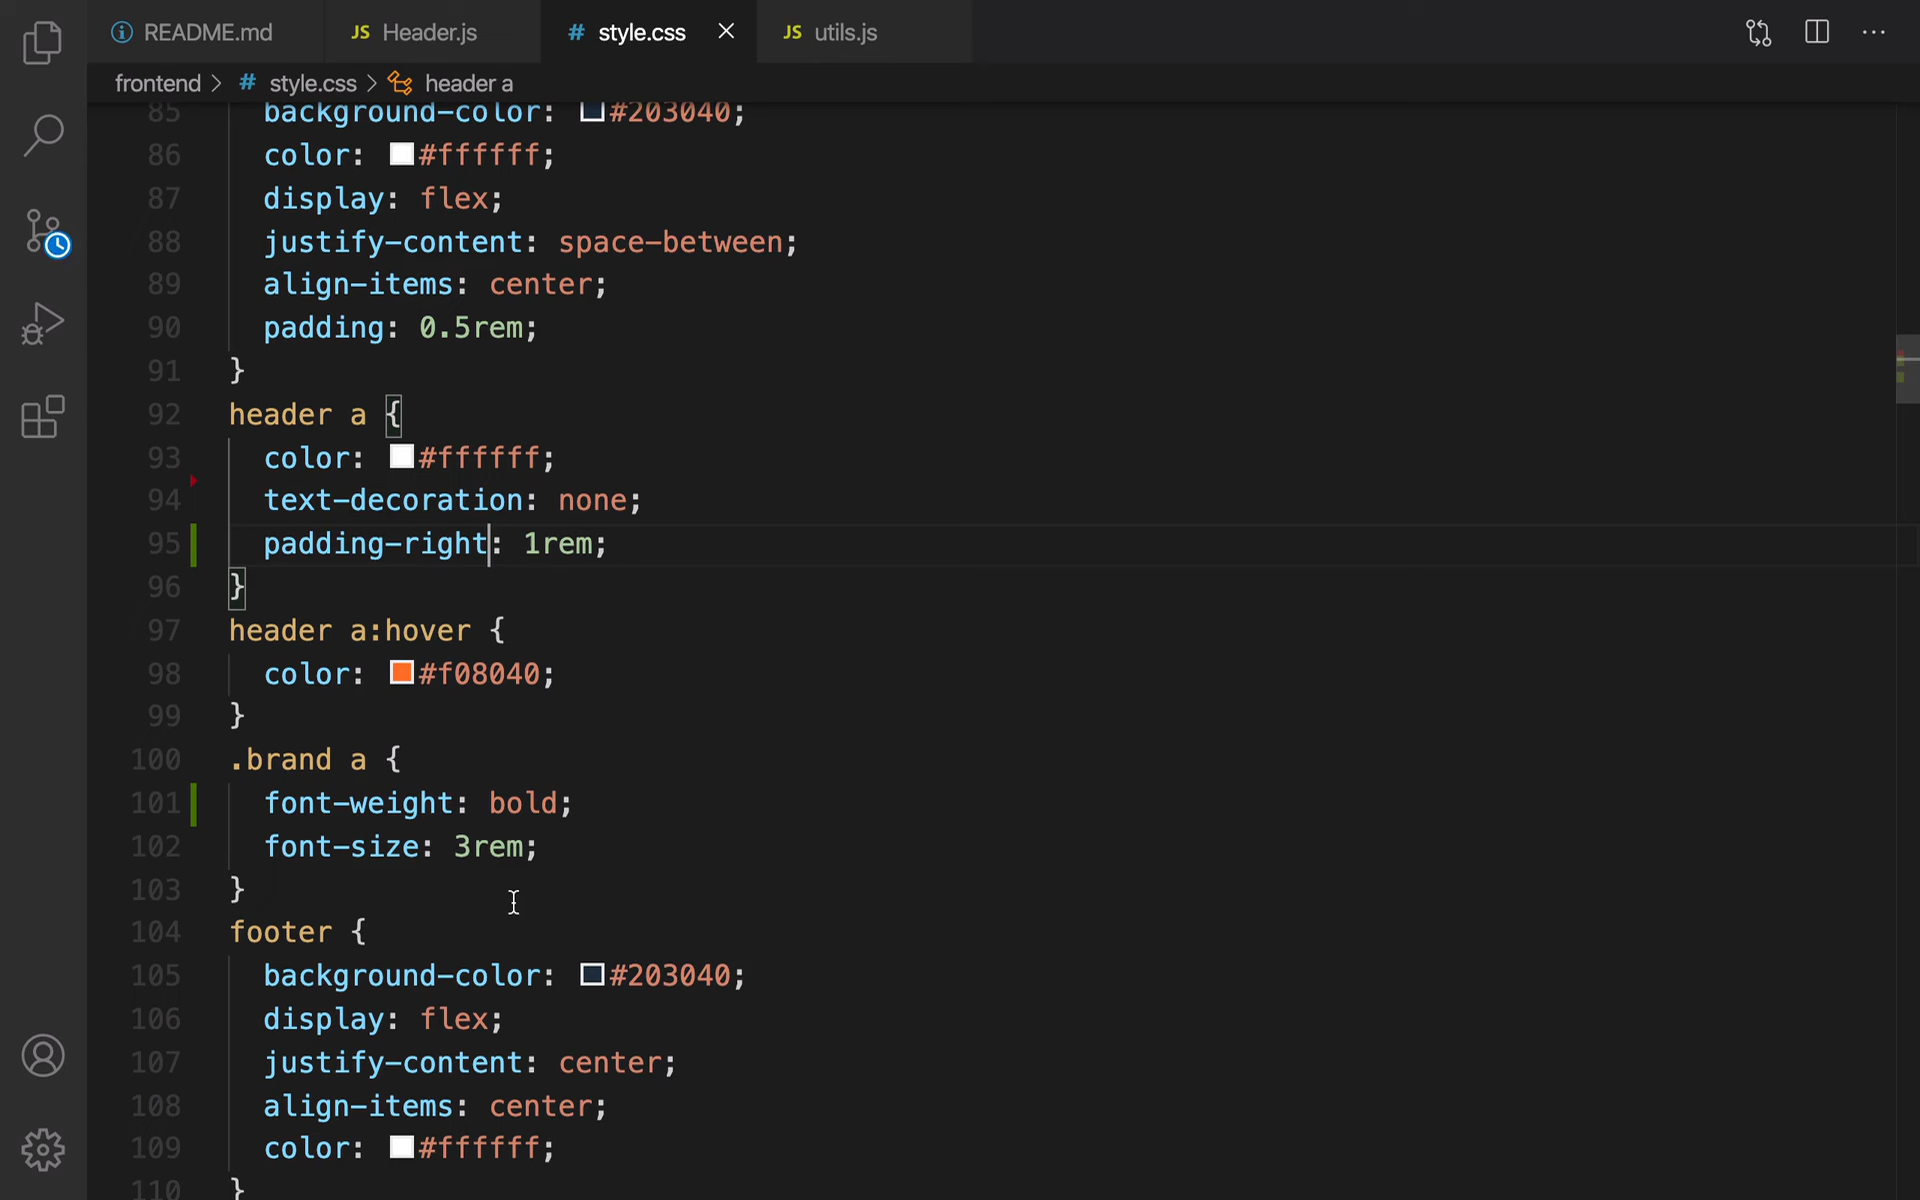 README.md JS Header.js # style.css JS utils.js
frontend > # style.css > header a
85 background-color: #203040;
86 color: #ffffff;
87 display: flex;
88 justify-content: space-between;
89 align-items: center;
90 padding: 0.5rem;
91 }
92 header a {
93 color: #ffffff;
94 text-decoration: none;
95 padding-right: 1rem;
96 }
97 header a:hover {
98 color: #f08040;
99 }
100 .brand a {
101 font-weight: bold;
102 font-size: 3rem;
103 }
104 footer {
105 background-color: #203040;
106 display: flex;
107 justify-content: center;
108 align-items: center;
109 color: #ffffff;
110 }